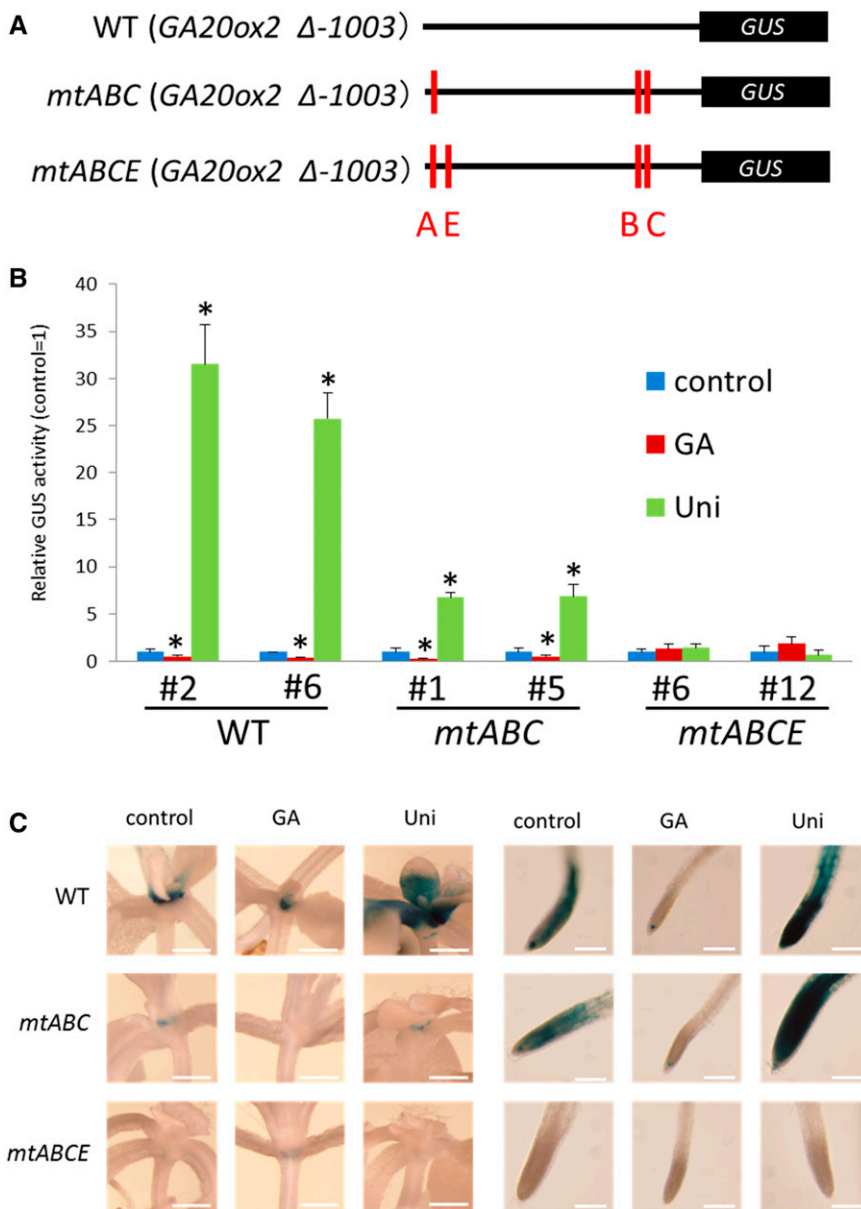 A
WT (GA20ox2 Δ-1003) GUS
mtABC (GA20ox2 Δ-1003) GUS
mtABCE (GA20ox2 Δ-1003) GUS
A E B C
B
Relative GUS activity (control=1)
40
35
30
25
20
15
10
5
0
* * * * * * * *
control
GA
Uni
#2 #6 #1 #5 #6 #12
WT mtABC mtABCE
C
control GA Uni control GA Uni
WT
mtABC
mtABCE